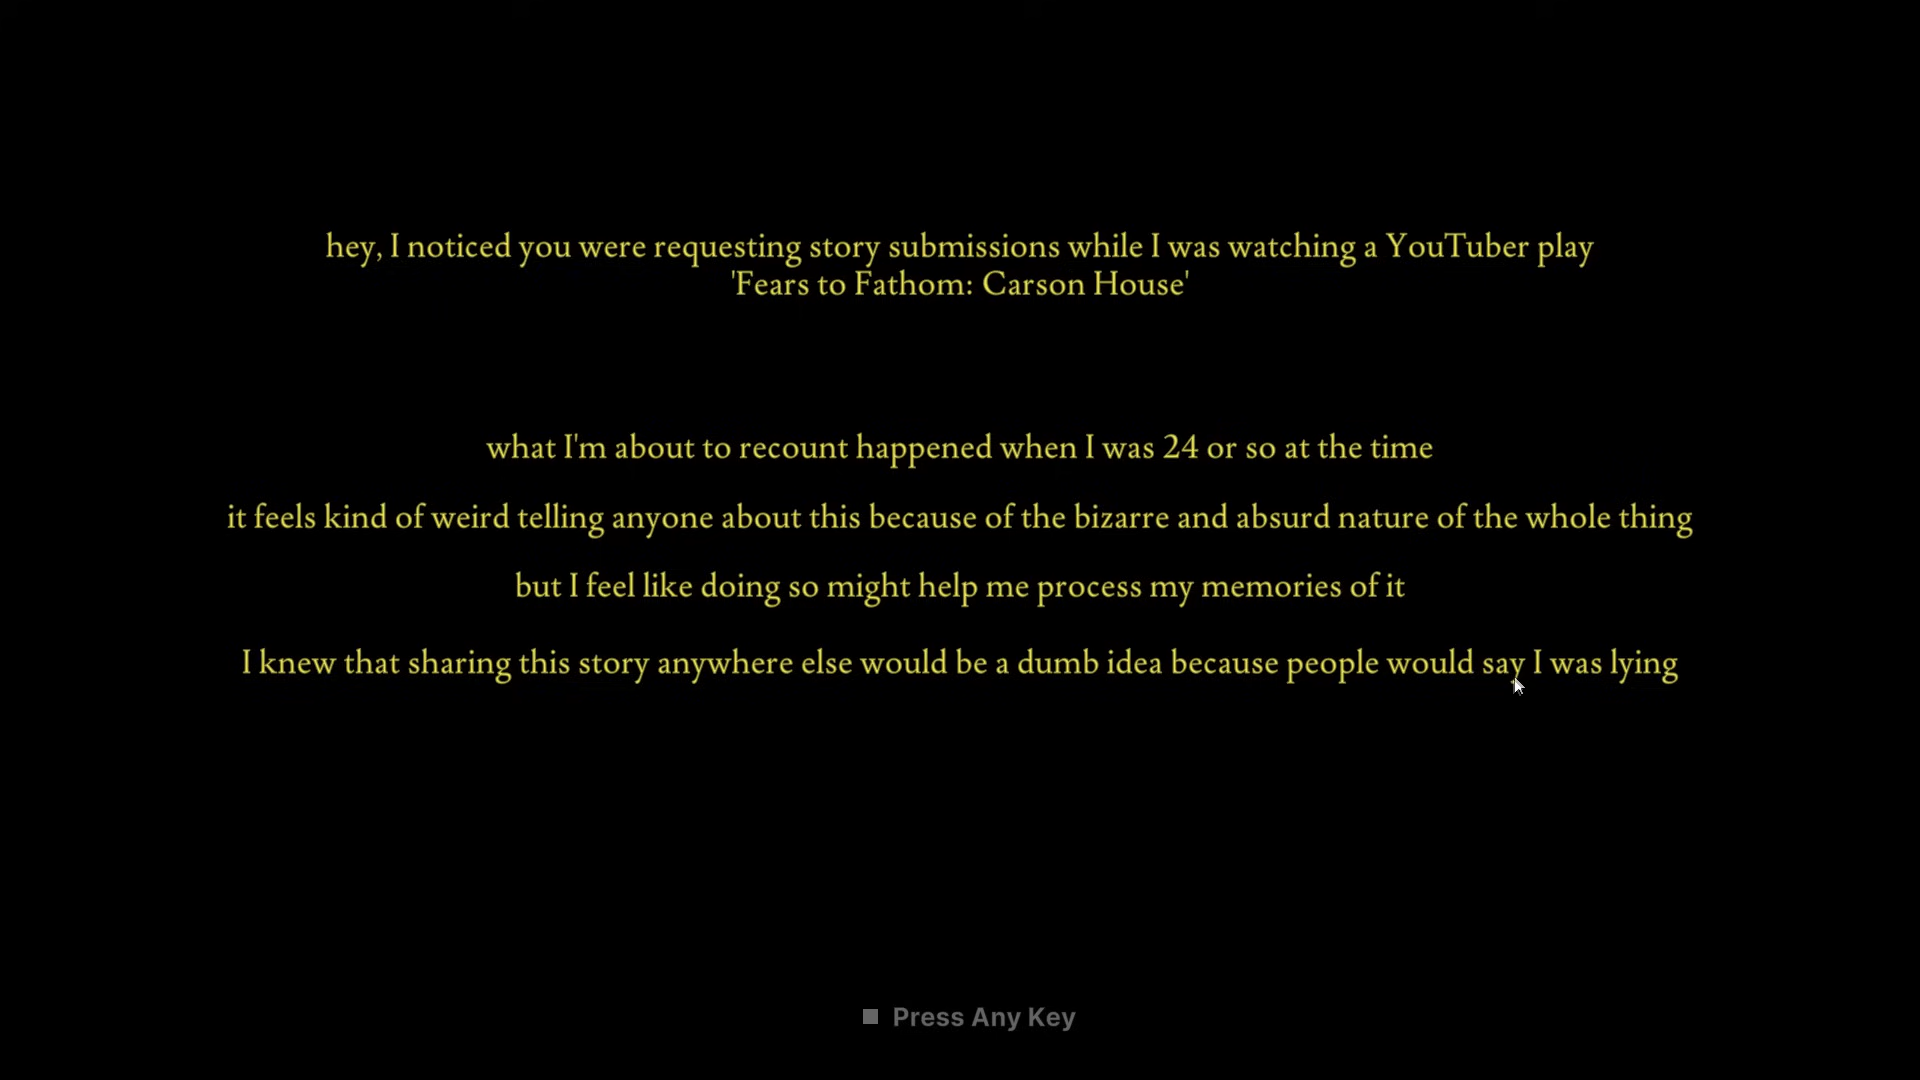 hey, I noticed you were requesting story submissions while I was watching a YouTuber play
'Fears to Fathom: Carson House'
what I'm about to recount happened when I was 24 or so at the time
it feels kind of weird telling anyone about this because of the bizarre and absurd nature of the whole thing
but I feel like doing so might help me process my memories of it
I knew that sharing this story anywhere else would be a dumb idea because people would say I was lying
Press Any Key